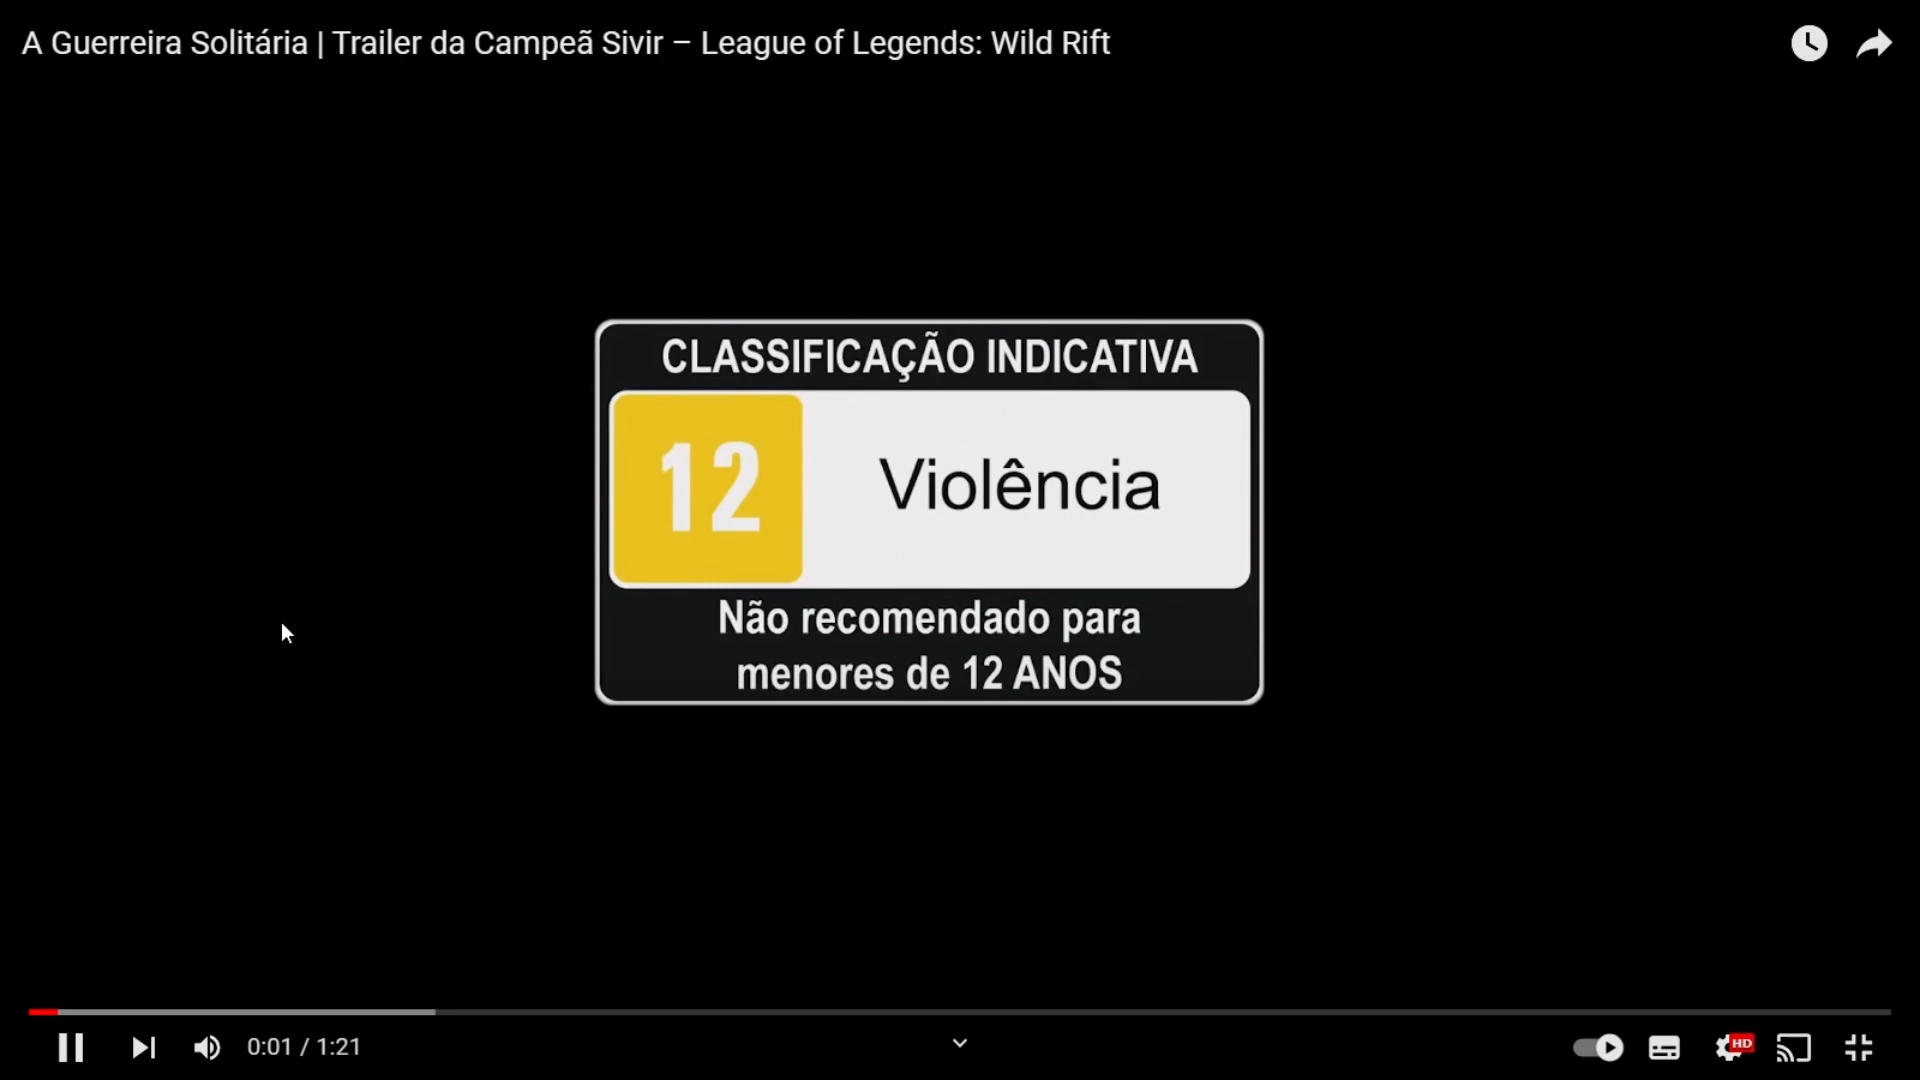 A Guerreira Solitária | Trailer da Campeã Sivir – League of Legends: Wild Rift
CLASSIFICAÇÃO INDICATIVA
12 Violência
Não recomendado para
menores de 12 ANOS
0:01 / 1:21
HD